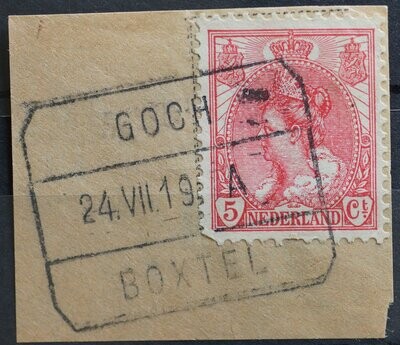 GOCH
24.VII.19 A
BOXTEL
5 NEDERLAND Ct